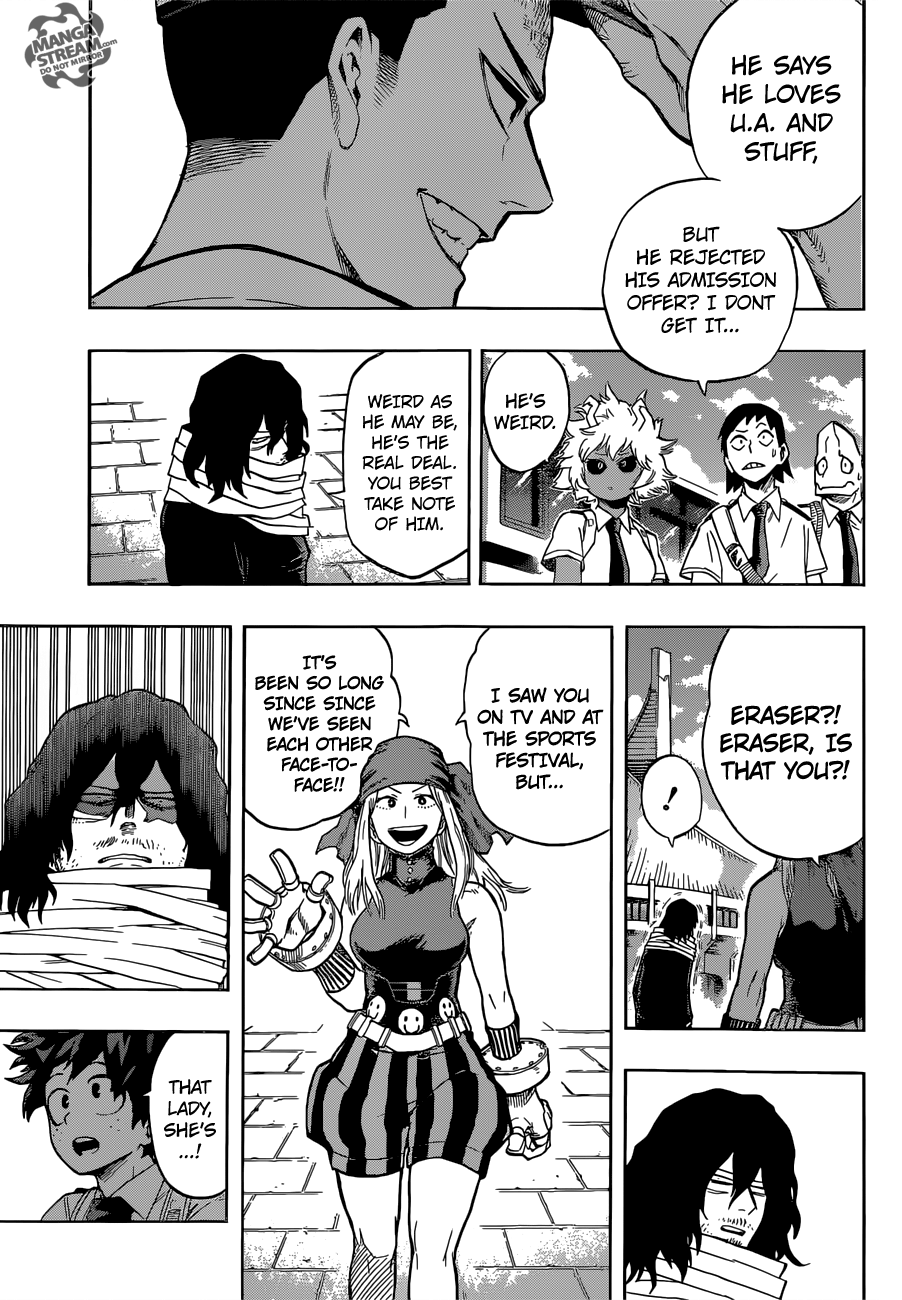 MANGA
STREAM.com
DO NOT MIRROR
HE SAYS
HE LOVES
U.A. AND
STUFF,
BUT
HE REJECTED
HIS ADMISSION
OFFER? I DONT
GET IT...
HE'S
WEIRD.
WEIRD AS
HE MAY BE,
HE'S THE
REAL DEAL.
YOU BEST
TAKE NOTE
OF HIM.
ERASER?!
ERASER, IS
THAT YOU?!
!
I SAW YOU
ON TV AND AT
THE SPORTS
FESTIVAL,
BUT...
IT'S
BEEN SO LONG
SINCE SINCE
WE'VE SEEN
EACH OTHER
FACE-TO-
FACE!!
THAT
LADY,
SHE'S
...!